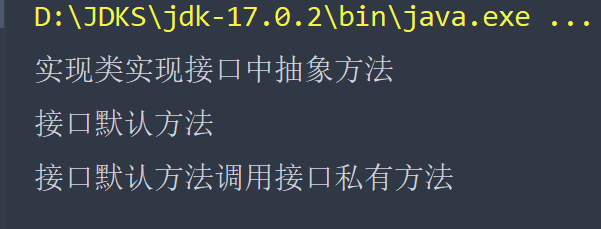 D:\JDKS\jdk-17.0.2\bin\java.exe ...
实现类实现接口中抽象方法
接口默认方法
接口默认方法调用接口私有方法